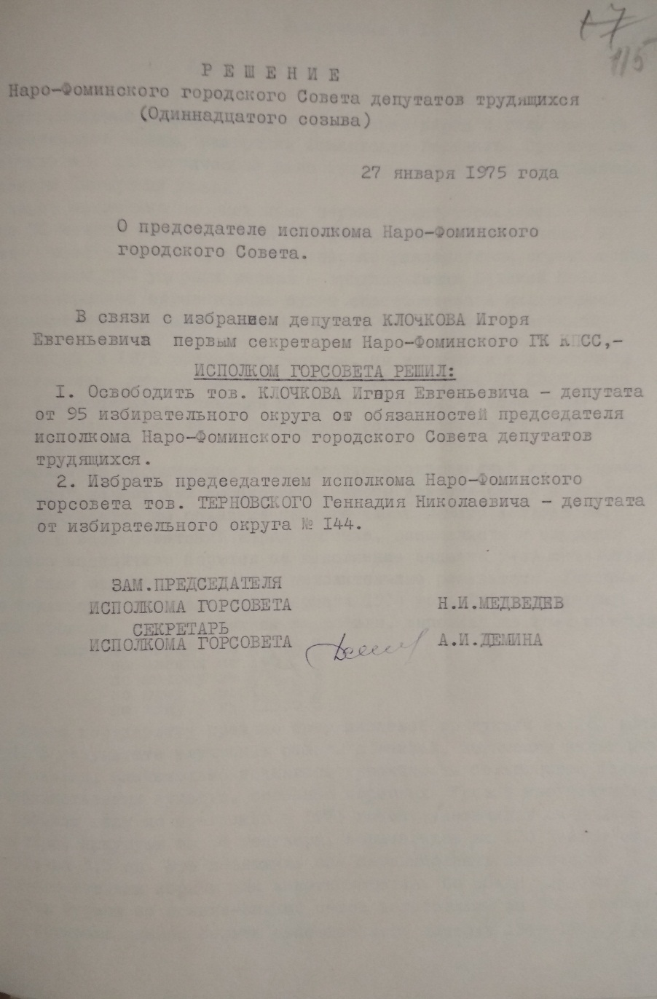 17
115
Р Е Ш Е Н И Е
Наро-Фоминского городского Совета депутатов трудящихся
(Одиннадцатого созыва)
27 января 1975 года
О председателе исполкома Наро-Фоминского
городского Совета.
В связи с избранием депутата КЛОЧКОВА Игоря
Евгеньевича первым секретарем Наро-Фоминского ГК КПСС,-
ИСПОЛКОМ ГОРСОВЕТА РЕШИЛ:
1. Освободить тов. КЛОЧКОВА Игоря Евгеньевича - депутата
от 95 избирательного округа от обязанностей председателя
исполкома Наро-Фоминского городского Совета депутатов
трудящихся.
2. Избрать председателем исполкома Наро-Фоминского
горсовета тов. ТЕРНОВСКОГО Геннадия Николаевича - депутата
от избирательного округа № 144.
ЗАМ.ПРЕДСЕДАТЕЛЯ
ИСПОЛКОМА ГОРСОВЕТА Н.И.МЕДВЕДЕВ
СЕКРЕТАРЬ
ИСПОЛКОМА ГОРСОВЕТА А.И.ДЕМИНА